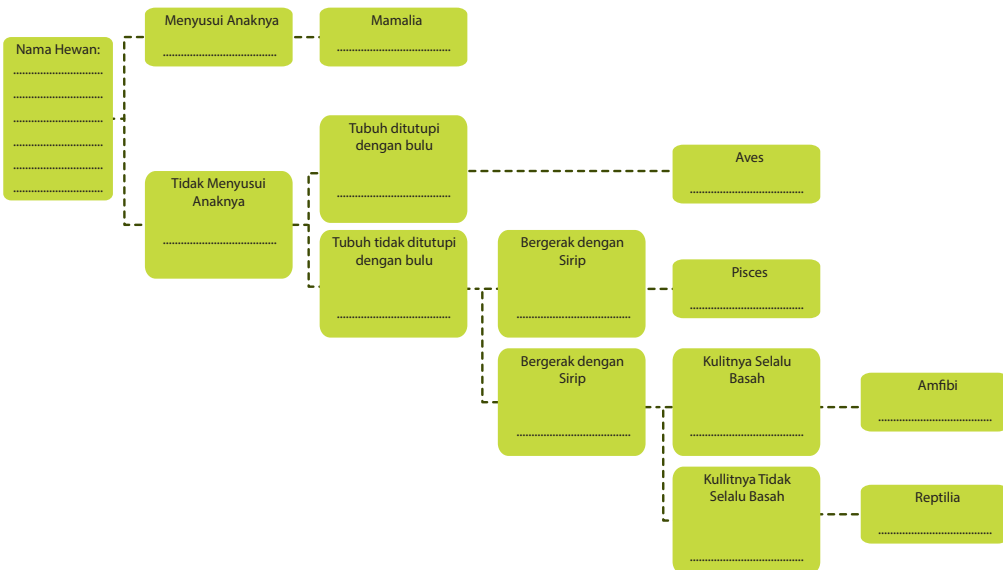 Nama Hewan:
...............................
...............................
...............................
...............................
...............................
...............................
Menyusui Anaknya
.......................................
Mamalia
.......................................
Tidak Menyusui
Anaknya
.......................................
Tubuh ditutupi
dengan bulu
.......................................
Aves
.......................................
Tubuh tidak ditutupi
dengan bulu
.......................................
Bergerak dengan
Sirip
.......................................
Pisces
.......................................
Bergerak dengan
Sirip
.......................................
Kulitnya Selalu
Basah
.......................................
Amfibi
.......................................
Kullitnya Tidak
Selalu Basah
.......................................
Reptilia
.......................................